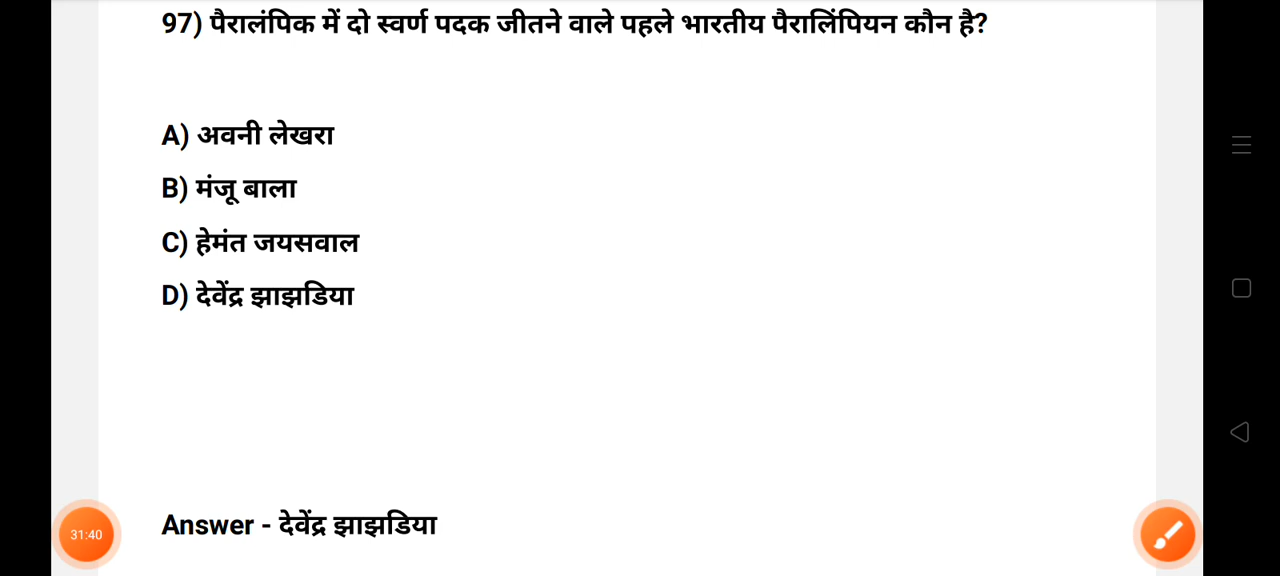 97) पैरालंपिक में दो स्वर्ण पदक जीतने वाले पहले भारतीय पैरालिंपियन कौन है?
A) अवनी लेखरा
B) मंजू बाला
C) हेमंत जयसवाल
D) देवेंद्र झाझडिया
Answer - देवेंद्र झाझडिया
31:40